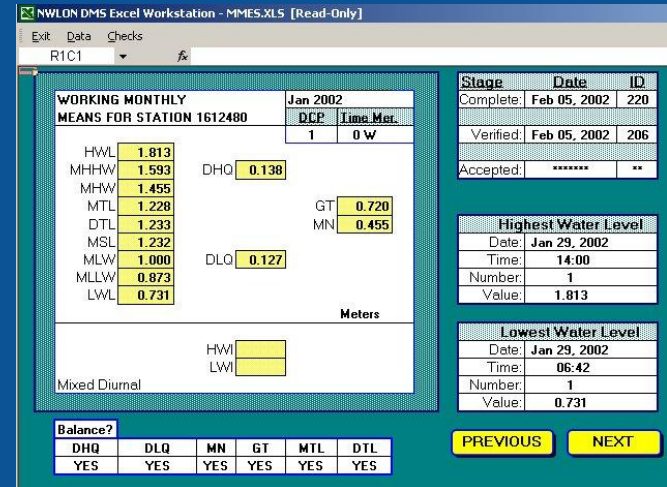 NWLON DMS Excel Workstation - MMES.XLS [Read-Only]
Exit Data Checks
R1C1 fx
WORKING MONTHLY Jan 2002
MEANS FOR STATION 1612480 DCP Time Mer.
1 0 W
HWL 1.813
MHHW 1.593 DHQ 0.138
MHW 1.455
MTL 1.228 GT 0.720
DTL 1.233 MN 0.455
MSL 1.232
MLW 1.000 DLQ 0.127
MLLW 0.873
LWL 0.731
Meters
HWI
LWI
Mixed Diurnal
Stage Date ID
Complete: Feb 05, 2002 220
Verified: Feb 05, 2002 206
Accepted: ******* **
Highest Water Level
Date: Jan 29, 2002
Time: 14:00
Number: 1
Value: 1.813
Lowest Water Level
Date: Jan 29, 2002
Time: 06:42
Number: 1
Value: 0.731
Balance?
DHQ DLQ MN GT MTL DTL
YES YES YES YES YES YES
PREVIOUS NEXT